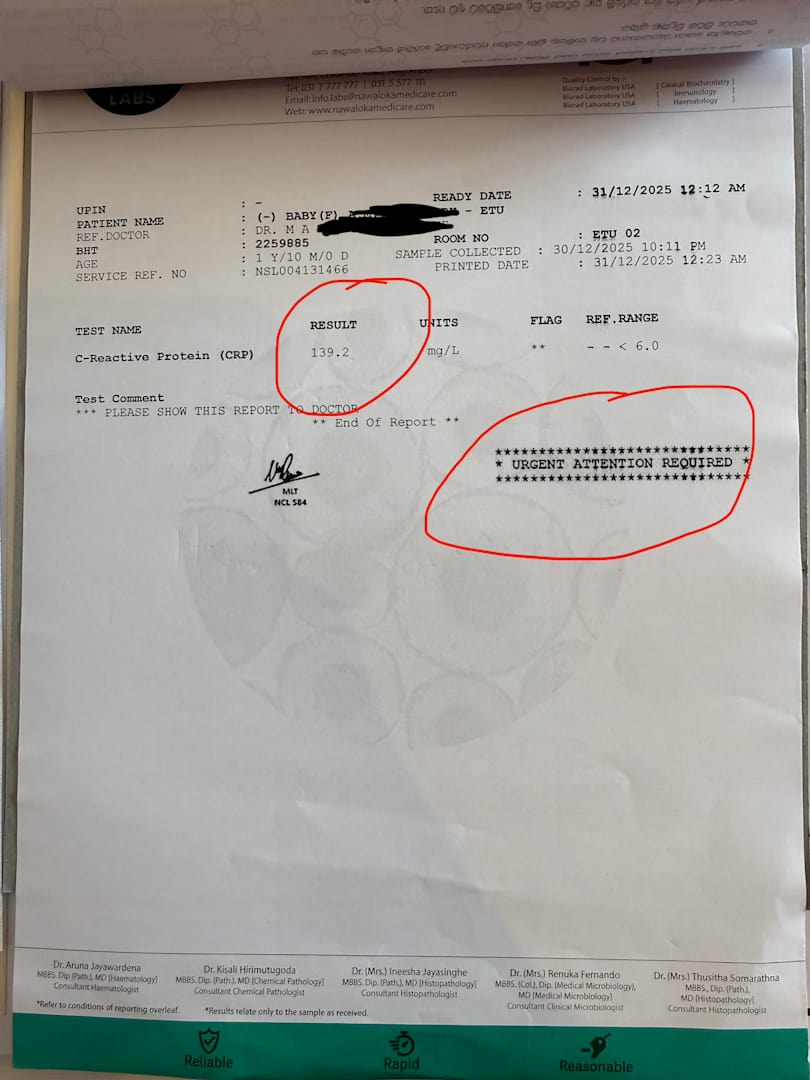 LABS
Tel: 031 7 777 777 | 031 5 577 111
Email: info.labs@nawalokamedicare.com
Web: www.nawalokamedicare.com
Quality Control by :-
Biorad Laboratory USA [ Clinical Biochemistry ]
Biorad Laboratory USA [ Immunology ]
Biorad Laboratory USA [ Haematology ]
UPIN : -
READY DATE : 31/12/2025 12:12 AM
PATIENT NAME : (-) BABY(F) - ETU
REF.DOCTOR : DR. M A
ROOM NO : ETU 02
BHT : 2259885
SAMPLE COLLECTED : 30/12/2025 10:11 PM
AGE : 1 Y/10 M/0 D
PRINTED DATE : 31/12/2025 12:23 AM
SERVICE REF. NO : NSL004131466
TEST NAME RESULT UNITS FLAG REF.RANGE
C-Reactive Protein (CRP) 139.2 mg/L ** - - < 6.0
Test Comment
*** PLEASE SHOW THIS REPORT TO DOCTOR
** End Of Report **
* URGENT ATTENTION REQUIRED *
MLT
NCL 584
Dr. Aruna Jayawardena
MBBS. Dip (Path.), MD [Haematology]
Consultant Haematologist
Dr. Kisali Hirimutugoda
MBBS. Dip. (Path.), MD [Chemical Pathology]
Consultant Chemical Pathologist
Dr. (Mrs.) Ineesha Jayasinghe
MBBS. Dip. (Path.), MD [Histopathology]
Consultant Histopathologist
Dr. (Mrs.) Renuka Fernando
MBBS. (Col.), Dip. (Medical Microbiology),
MD [Medical Microbiology]
Consultant Clinical Microbiologist
Dr. (Mrs.) Thusitha Somarathna
MBBS., Dip. (Path.),
MD [Histopathology]
Consultant Histopathologist
*Refer to conditions of reporting overleaf.
*Results relate only to the sample as received.
Reliable
Rapid
Reasonable